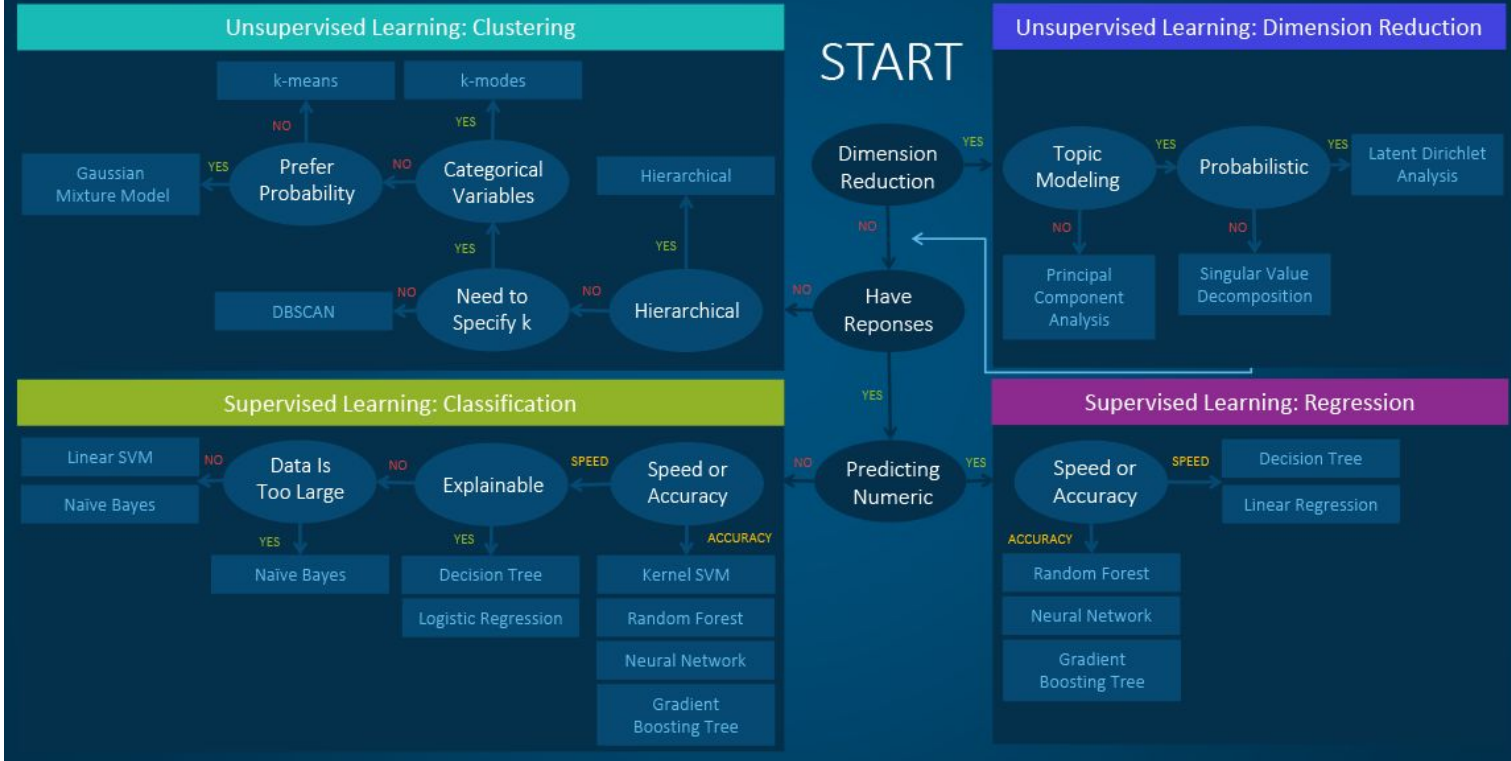 Unsupervised Learning: Clustering
k-means
k-modes
NO
YES
Gaussian
Mixture Model
YES
Prefer
Probability
NO
Categorical
Variables
Hierarchical
YES
YES
DBSCAN
NO
Need to
Specify k
NO
Hierarchical
START
Dimension
Reduction
YES
NO
NO
Have
Reponses
YES
NO
Predicting
Numeric
YES
Unsupervised Learning: Dimension Reduction
Topic
Modeling
YES
Probabilistic
YES
Latent Dirichlet
Analysis
NO
NO
Principal
Component
Analysis
Singular Value
Decomposition
Supervised Learning: Classification
Linear SVM
Naïve Bayes
NO
Data Is
Too Large
NO
Explainable
SPEED
Speed or
Accuracy
YES
YES
ACCURACY
Naïve Bayes
Decision Tree
Logistic Regression
Kernel SVM
Random Forest
Neural Network
Gradient
Boosting Tree
Supervised Learning: Regression
Speed or
Accuracy
SPEED
Decision Tree
Linear Regression
ACCURACY
Random Forest
Neural Network
Gradient
Boosting Tree